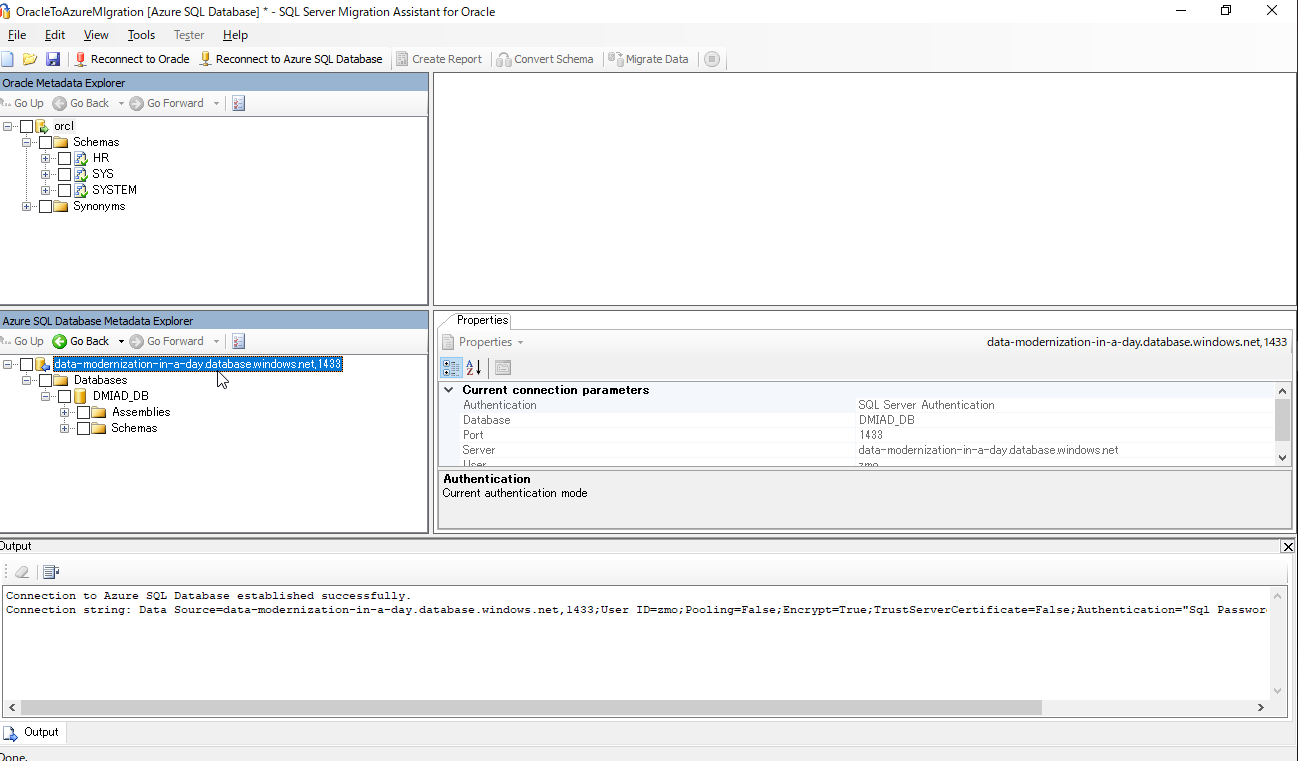 OracleToAzureMIgration [Azure SQL Database] * - SQL Server Migration Assistant for Oracle
File Edit View Tools Tester Help
Reconnect to Oracle Reconnect to Azure SQL Database Create Report Convert Schema Migrate Data
Oracle Metadata Explorer
Go Up Go Back Go Forward
orcl
Schemas
HR
SYS
SYSTEM
Synonyms
Azure SQL Database Metadata Explorer
Go Up Go Back Go Forward
data-modernization-in-a-day.database.windows.net,1433
Databases
DMIAD_DB
Assemblies
Schemas
Properties
Properties data-modernization-in-a-day.database.windows.net,1433
Current connection parameters
Authentication SQL Server Authentication
Database DMIAD_DB
Port 1433
Server data-modernization-in-a-day.database.windows.net
User zmo
Authentication
Current authentication mode
Output
Connection to Azure SQL Database established successfully.
Connection string: Data Source=data-modernization-in-a-day.database.windows.net,1433;User ID=zmo;Pooling=False;Encrypt=True;TrustServerCertificate=False;Authentication="Sql Passwor
Output
Done.